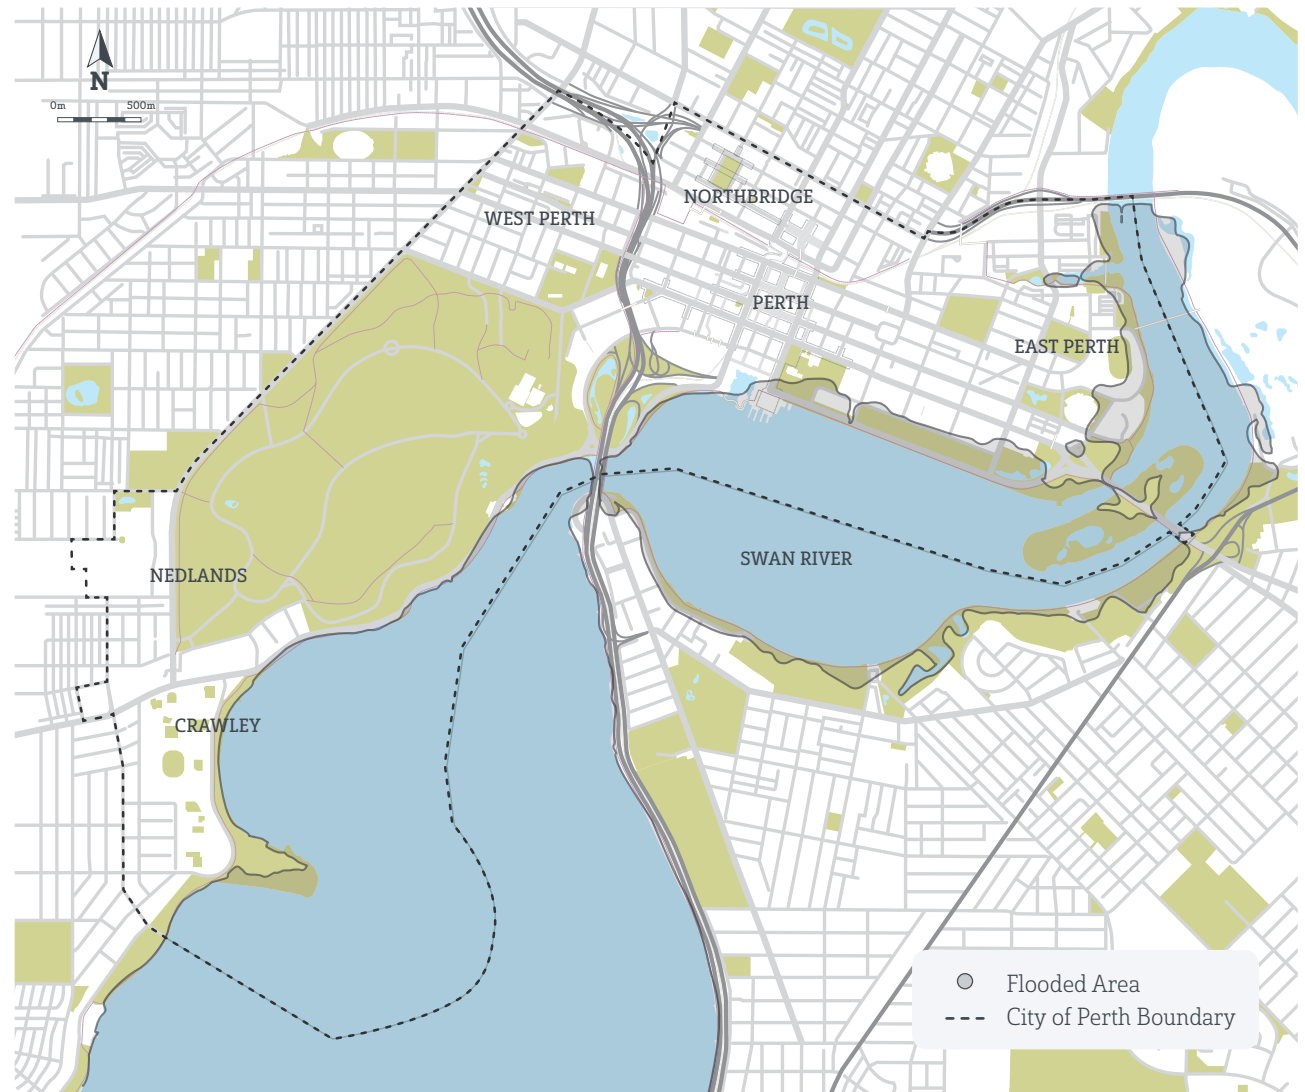 N
0m 500m
NORTHBRIDGE
WEST PERTH
PERTH
EAST PERTH
SWAN RIVER
NEDLANDS
CRAWLEY
Flooded Area
City of Perth Boundary